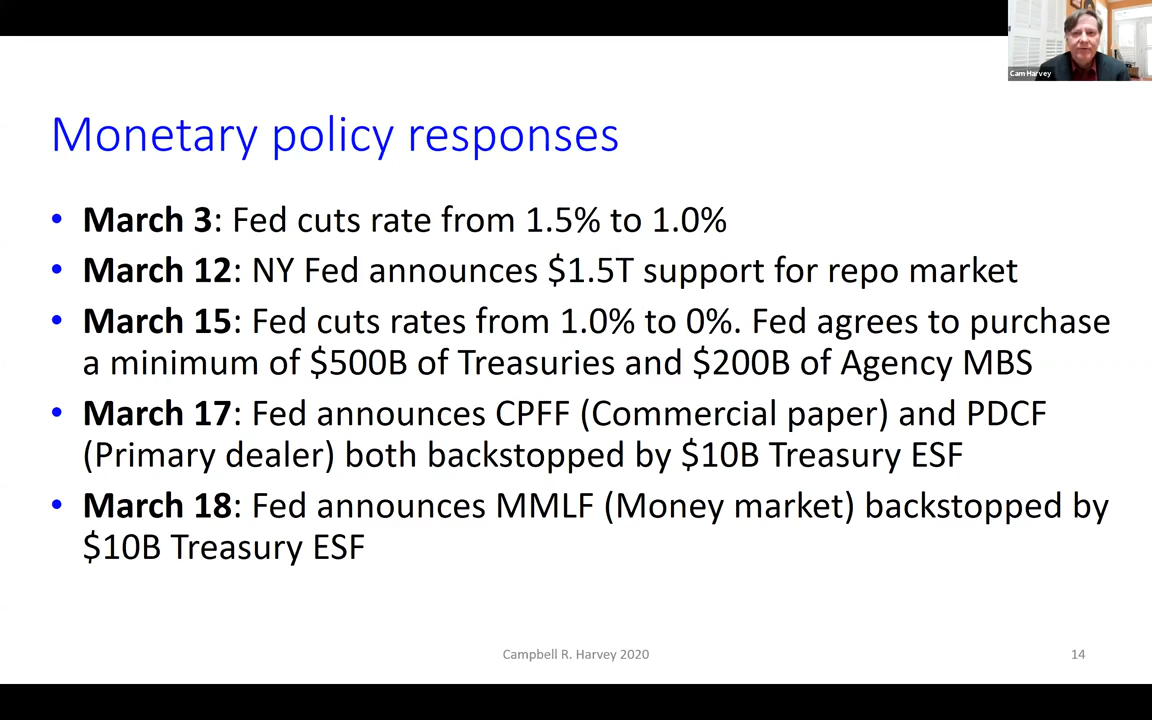 Cam Harvey
Monetary policy responses
• March 3: Fed cuts rate from 1.5% to 1.0%
• March 12: NY Fed announces $1.5T support for repo market
• March 15: Fed cuts rates from 1.0% to 0%. Fed agrees to purchase
a minimum of $500B of Treasuries and $200B of Agency MBS
• March 17: Fed announces CPFF (Commercial paper) and PDCF
(Primary dealer) both backstopped by $10B Treasury ESF
• March 18: Fed announces MMLF (Money market) backstopped by
$10B Treasury ESF
Campbell R. Harvey 2020
14